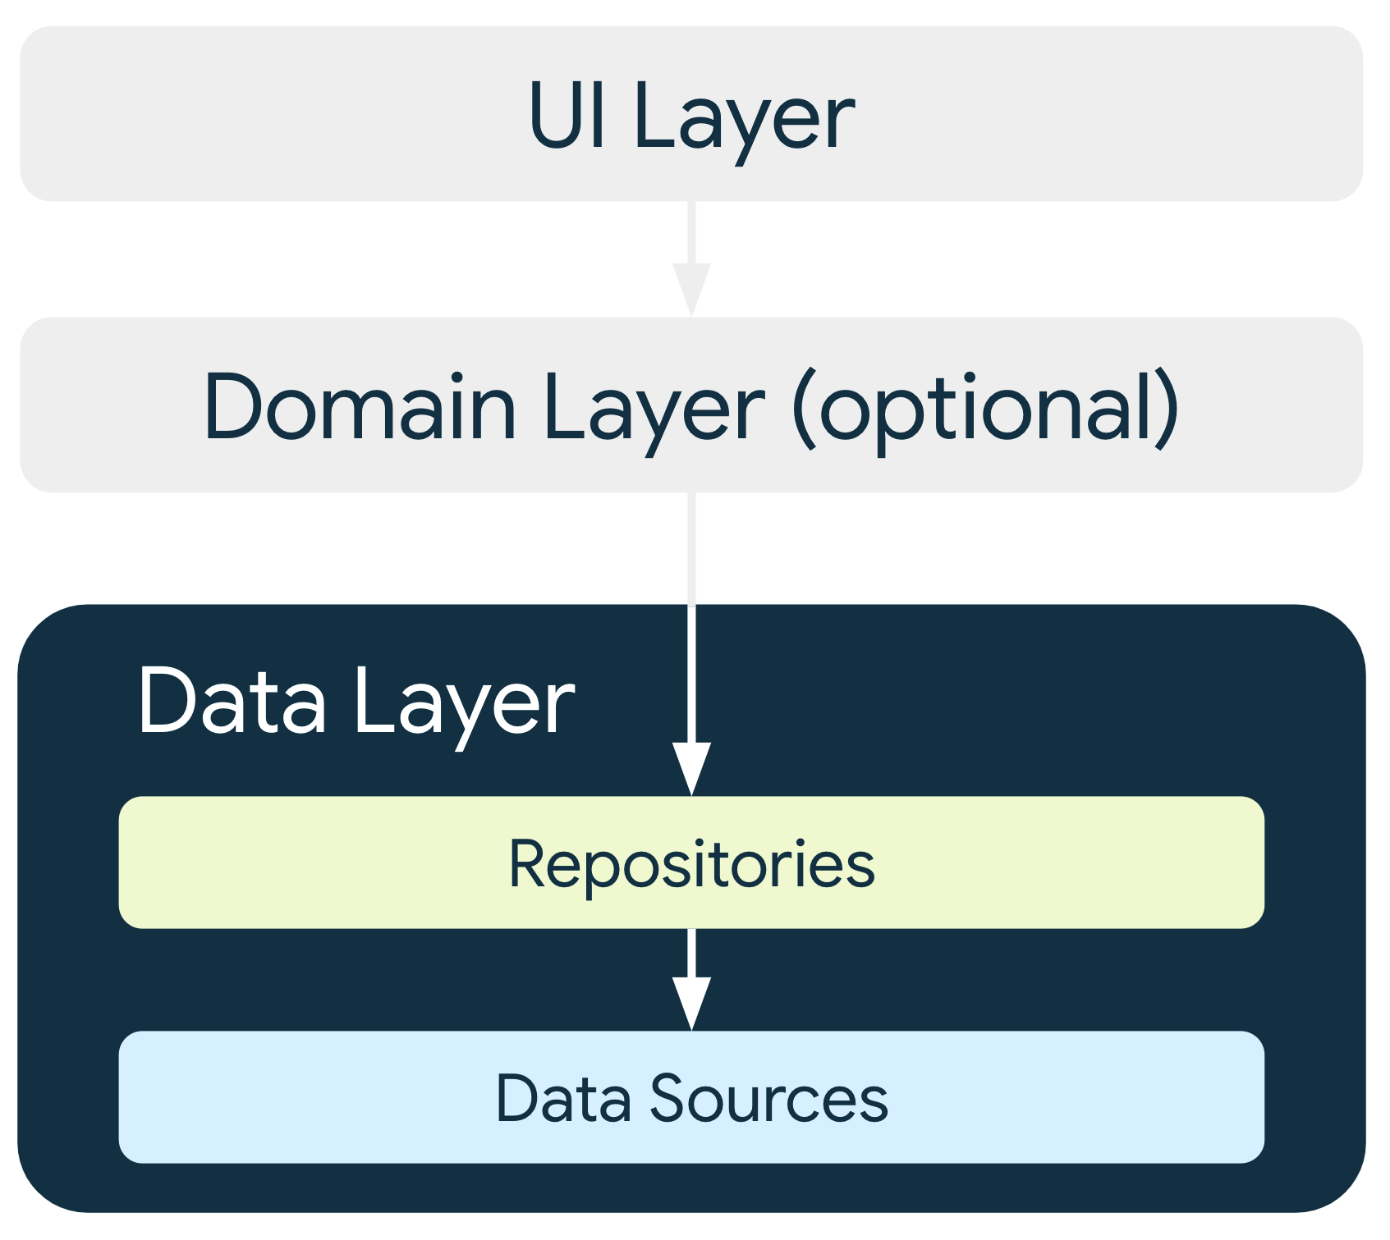 UI Layer
Domain Layer (optional)
Data Layer
Repositories
Data Sources